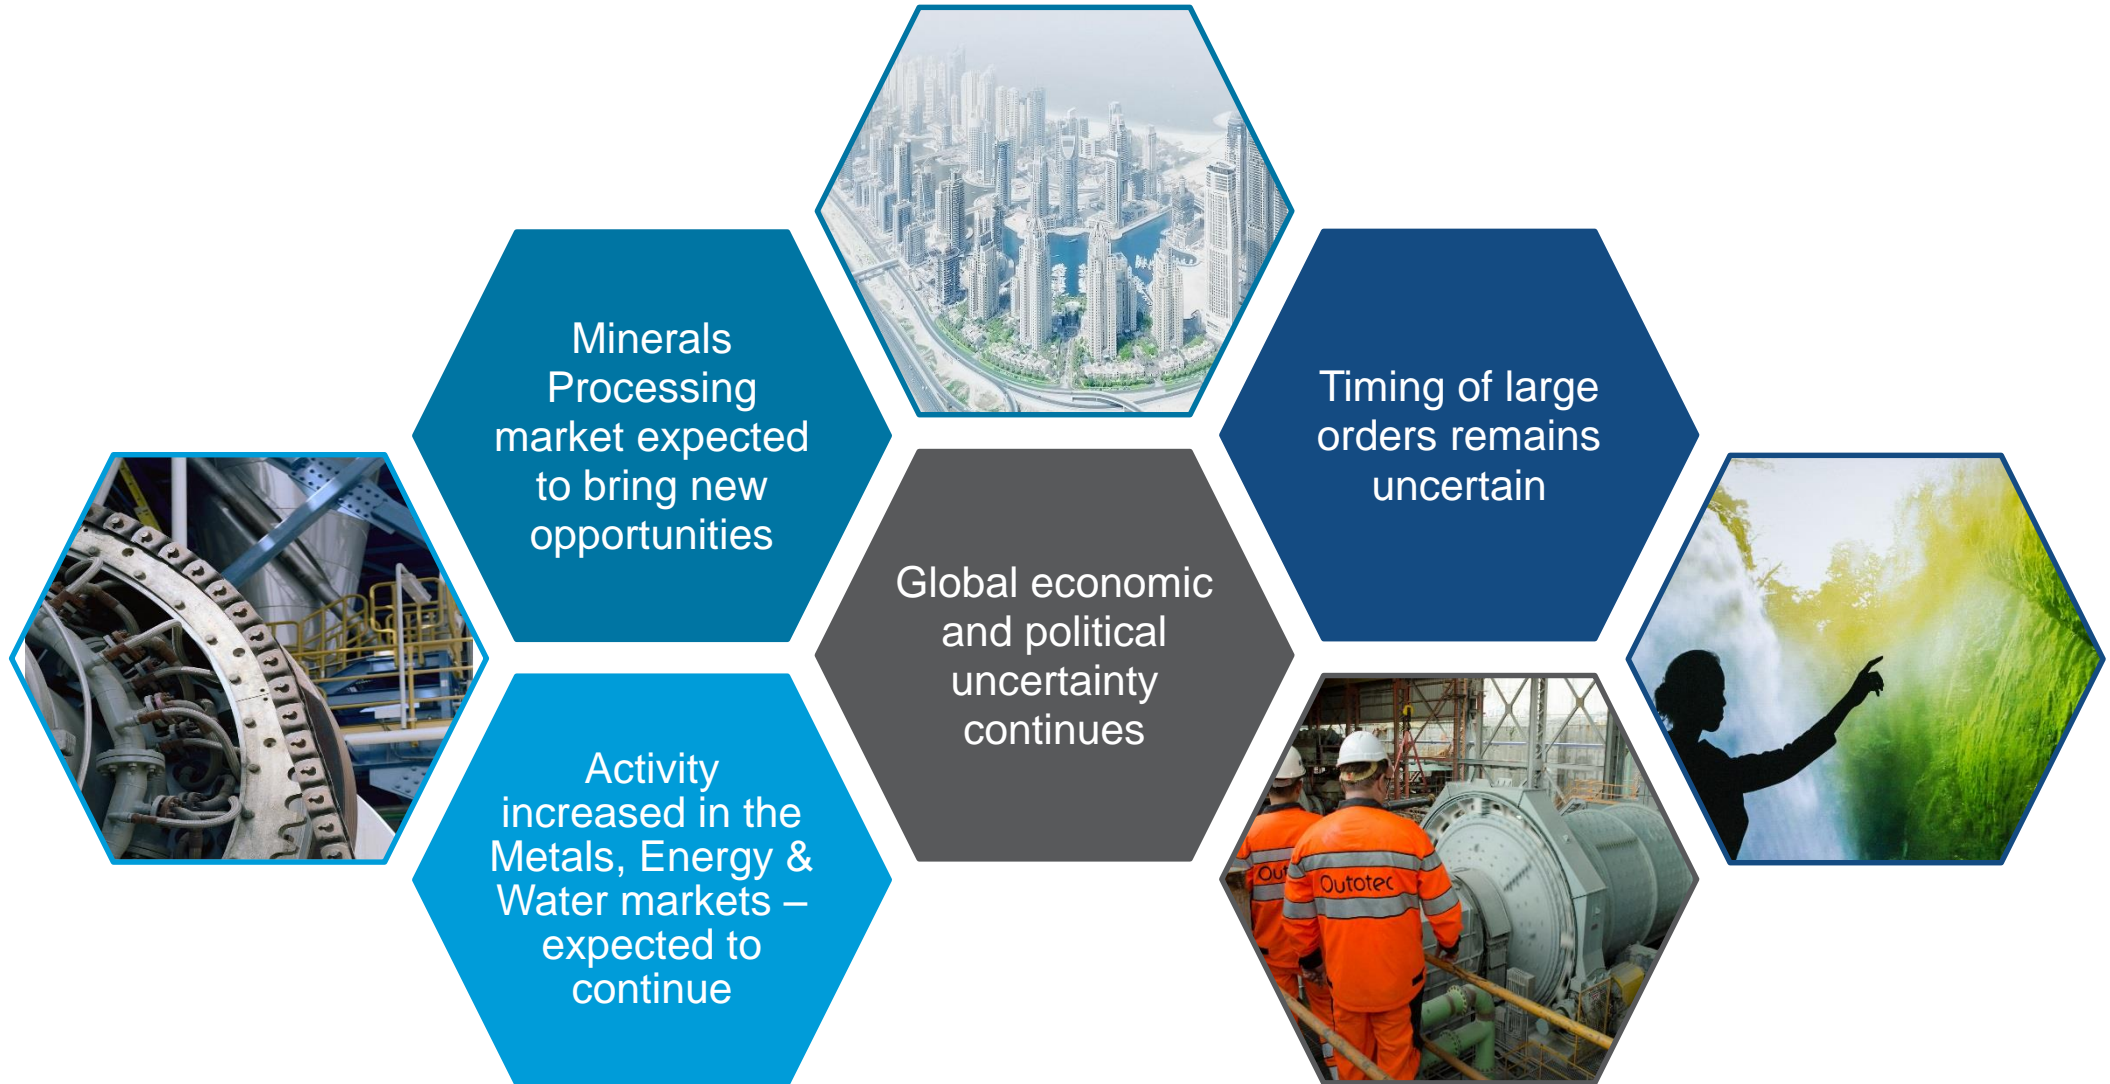 Minerals
Processing
market expected
to bring new
opportunities
Timing of large
orders remains
uncertain
Global economic
and political
uncertainty
continues
Activity
increased in the
Metals, Energy &
Water markets –
expected to
continue
Out
Outotec